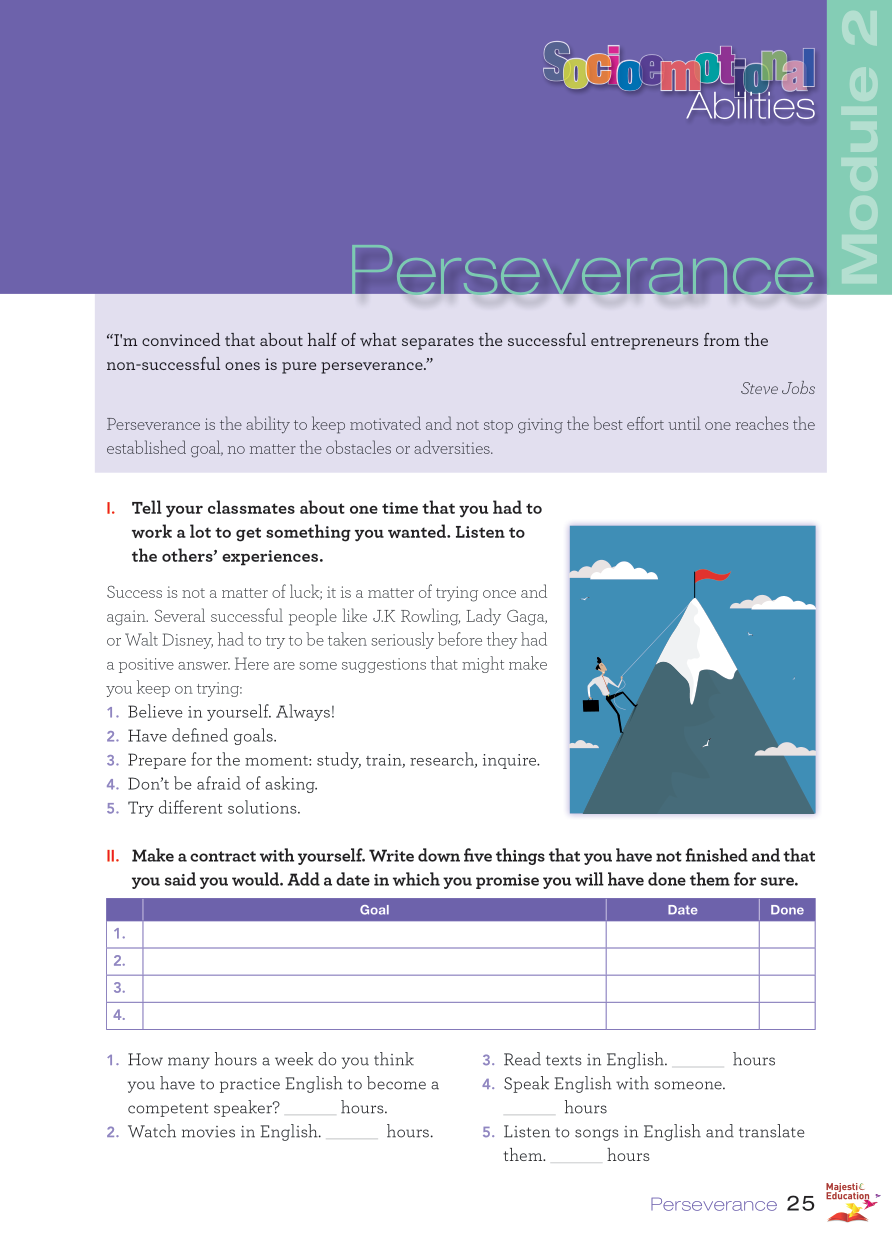 Socioemotional
Abilities
Module 2
Perseverance
“I'm convinced that about half of what separates the successful entrepreneurs from the
non-successful ones is pure perseverance.”
Steve Jobs
Perseverance is the ability to keep motivated and not stop giving the best effort until one reaches the
established goal, no matter the obstacles or adversities.
I. Tell your classmates about one time that you had to
work a lot to get something you wanted. Listen to
the others’ experiences.
Success is not a matter of luck; it is a matter of trying once and
again. Several successful people like J.K Rowling, Lady Gaga,
or Walt Disney, had to try to be taken seriously before they had
a positive answer. Here are some suggestions that might make
you keep on trying:
1. Believe in yourself. Always!
2. Have defined goals.
3. Prepare for the moment: study, train, research, inquire.
4. Don’t be afraid of asking.
5. Try different solutions.
II. Make a contract with yourself. Write down five things that you have not finished and that
you said you would. Add a date in which you promise you will have done them for sure.
Goal Date Done
1.
2.
3.
4.
1. How many hours a week do you think
you have to practice English to become a
competent speaker? ______ hours.
2. Watch movies in English. ______ hours.
3. Read texts in English. ______ hours
4. Speak English with someone.
______ hours
5. Listen to songs in English and translate
them. ______ hours
Perseverance 25
Majestic
Education